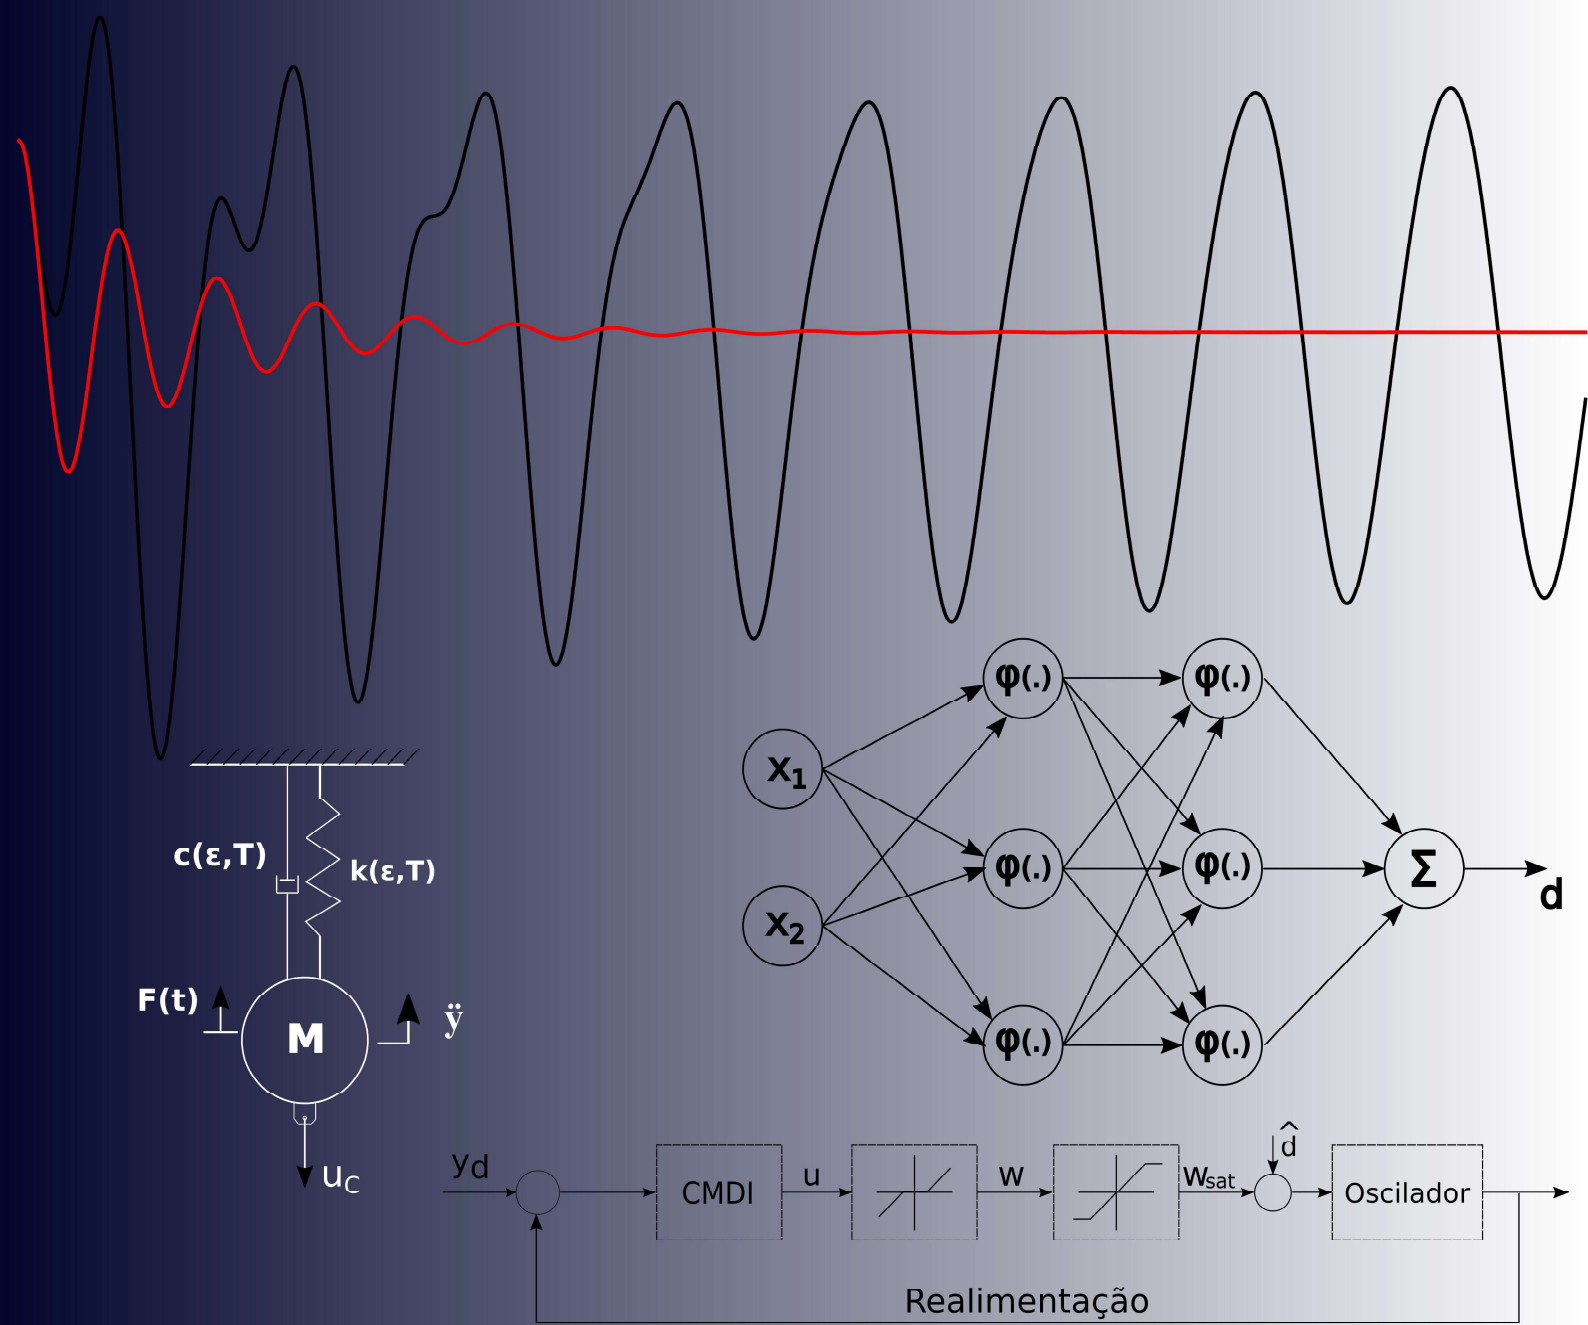 φ(.) φ(.)
x1
c(ε,T) k(ε,T)
φ(.) φ(.) Σ
d
x2
F(t) M ÿ
φ(.) φ(.)
uC
yd CMDI u w wsat d̂ Oscilador
Realimentação